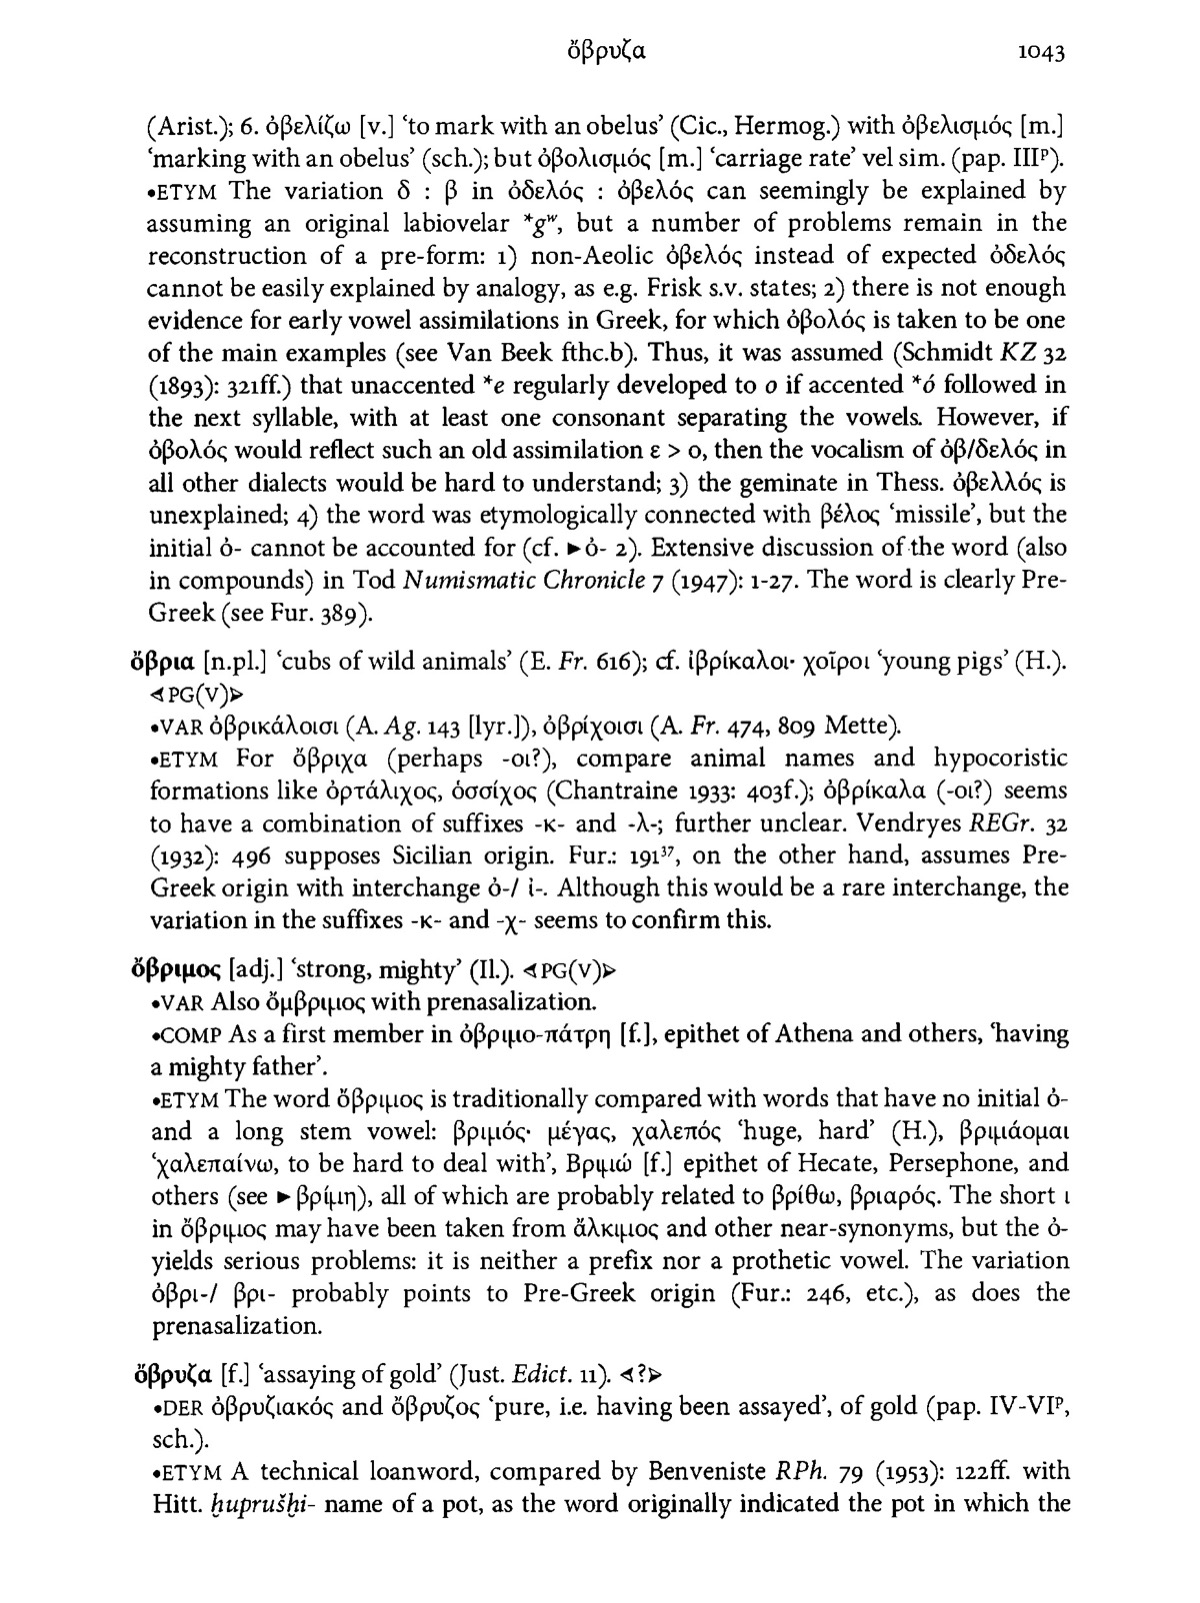 ὄβρυζα 1043
(Arist.); 6. ὀβελίζω [v.] ‘to mark with an obelus’ (Cic., Hermog.) with ὀβελισμός [m.]
‘marking with an obelus’ (sch.); but ὀβολισμός [m.] ‘carriage rate’ vel sim. (pap. IIIᵖ).
•ETYM The variation δ : β in ὀδελός : ὀβελός can seemingly be explained by
assuming an original labiovelar *gʷ, but a number of problems remain in the
reconstruction of a pre-form: 1) non-Aeolic ὀβελός instead of expected ὀδελός
cannot be easily explained by analogy, as e.g. Frisk s.v. states; 2) there is not enough
evidence for early vowel assimilations in Greek, for which ὀβολός is taken to be one
of the main examples (see Van Beek fthc.b). Thus, it was assumed (Schmidt KZ 32
(1893): 321ff.) that unaccented *e regularly developed to o if accented *ó followed in
the next syllable, with at least one consonant separating the vowels. However, if
ὀβολός would reflect such an old assimilation ε > ο, then the vocalism of ὀβ/δελός in
all other dialects would be hard to understand; 3) the geminate in Thess. ὀβελλός is
unexplained; 4) the word was etymologically connected with βέλος ‘missile’, but the
initial ὀ- cannot be accounted for (cf. ►ὀ- 2). Extensive discussion of the word (also
in compounds) in Tod Numismatic Chronicle 7 (1947): 1-27. The word is clearly Pre-
Greek (see Fur. 389).
ὄβρια [n.pl.] ‘cubs of wild animals’ (E. Fr. 616); cf. ἰβρίκαλοι· χοῖροι ‘young pigs’ (H.).
⊲PG(V)⊳
•VAR ὀβρικάλοισι (A. Ag. 143 [lyr.]), ὀβρίχοισι (A. Fr. 474, 809 Mette).
•ETYM For ὄβριχα (perhaps -οι?), compare animal names and hypocoristic
formations like ὀρτάλιχος, ὁσσίχος (Chantraine 1933: 403f.); ὀβρίκαλα (-οι?) seems
to have a combination of suffixes -κ- and -λ-; further unclear. Vendryes REGr. 32
(1932): 496 supposes Sicilian origin. Fur.: 191³⁷, on the other hand, assumes Pre-
Greek origin with interchange ὀ-/ ἰ-. Although this would be a rare interchange, the
variation in the suffixes -κ- and -χ- seems to confirm this.
ὄβριμος [adj.] ‘strong, mighty’ (Il.). ⊲PG(V)⊳
•VAR Also ὄμβριμος with prenasalization.
•COMP As a first member in ὀβριμο-πάτρη [f.], epithet of Athena and others, ‘having
a mighty father’.
•ETYM The word ὄβριμος is traditionally compared with words that have no initial ὀ-
and a long stem vowel: βριμός· μέγας, χαλεπός ‘huge, hard’ (H.), βριμάομαι
‘χαλεπαίνω, to be hard to deal with’, Βριμώ [f.] epithet of Hecate, Persephone, and
others (see ►βρίμη), all of which are probably related to βρίθω, βριαρός. The short ι
in ὄβριμος may have been taken from ἄλκιμος and other near-synonyms, but the ὀ-
yields serious problems: it is neither a prefix nor a prothetic vowel. The variation
ὀβρι-/ βρι- probably points to Pre-Greek origin (Fur.: 246, etc.), as does the
prenasalization.
ὄβρυζα [f.] ‘assaying of gold’ (Just. Edict. 11). ⊲?⊳
•DER ὀβρυζιακός and ὄβρυζος ‘pure, i.e. having been assayed’, of gold (pap. IV-VIᵖ,
sch.).
•ETYM A technical loanword, compared by Benveniste RPh. 79 (1953): 122ff. with
Hitt. ḫuprušḫi- name of a pot, as the word originally indicated the pot in which the